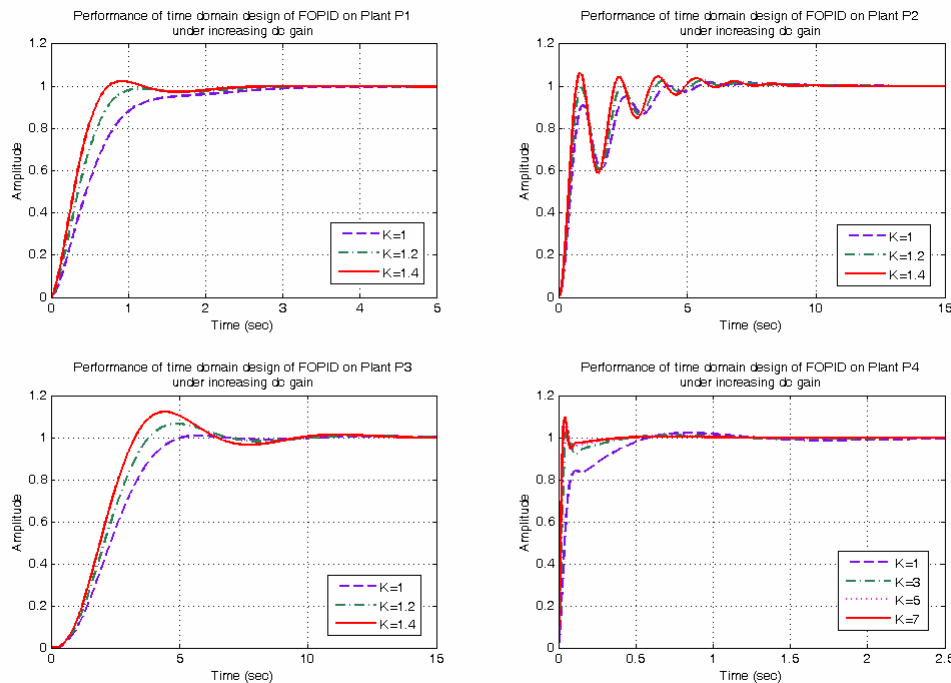 Performance of time domain design of FOPID on Plant P1
under increasing dc gain
1.2
1
0.8
0.6
0.4
0.2
0
Amplitude
K=1
K=1.2
K=1.4
0
1
2
3
4
5
Time (sec)
Performance of time domain design of FOPID on Plant P2
under increasing dc gain
1.2
1
0.8
0.6
0.4
0.2
0
Amplitude
K=1
K=1.2
K=1.4
0
5
10
15
Time (sec)
Performance of time domain design of FOPID on Plant P3
under increasing dc gain
1.2
1
0.8
0.6
0.4
0.2
0
Amplitude
K=1
K=1.2
K=1.4
0
5
10
15
Time (sec)
Performance of time domain design of FOPID on Plant P4
under increasing dc gain
1.2
1
0.8
0.6
0.4
0.2
0
Amplitude
K=1
K=3
K=5
K=7
0
0.5
1
1.5
2
2.5
Time (sec)